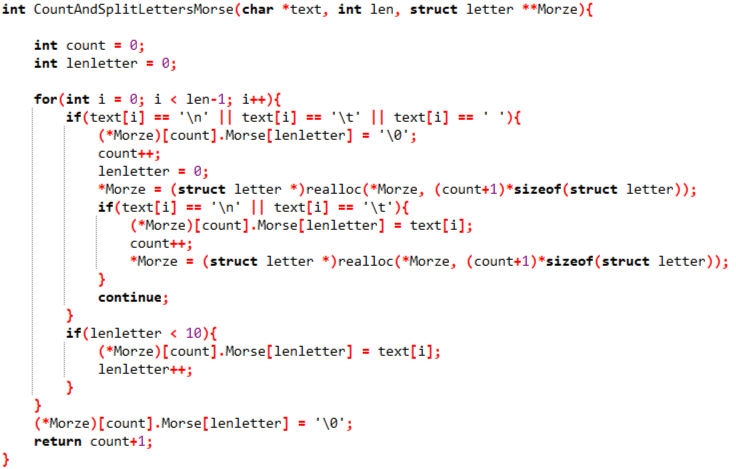 int CountAndSplitLettersMorse(char *text, int len, struct letter **Morze){
int count = 0;
int lenletter = 0;
for(int i = 0; i < len-1; i++){
if(text[i] == '\n' || text[i] == '\t' || text[i] == ' '){
(*Morze)[count].Morse[lenletter] = '\0';
count++;
lenletter = 0;
*Morze = (struct letter *)realloc(*Morze, (count+1)*sizeof(struct letter));
if(text[i] == '\n' || text[i] == '\t'){
(*Morze)[count].Morse[lenletter] = text[i];
count++;
*Morze = (struct letter *)realloc(*Morze, (count+1)*sizeof(struct letter));
}
continue;
}
if(lenletter < 10){
(*Morze)[count].Morse[lenletter] = text[i];
lenletter++;
}
}
(*Morze)[count].Morse[lenletter] = '\0';
return count+1;
}